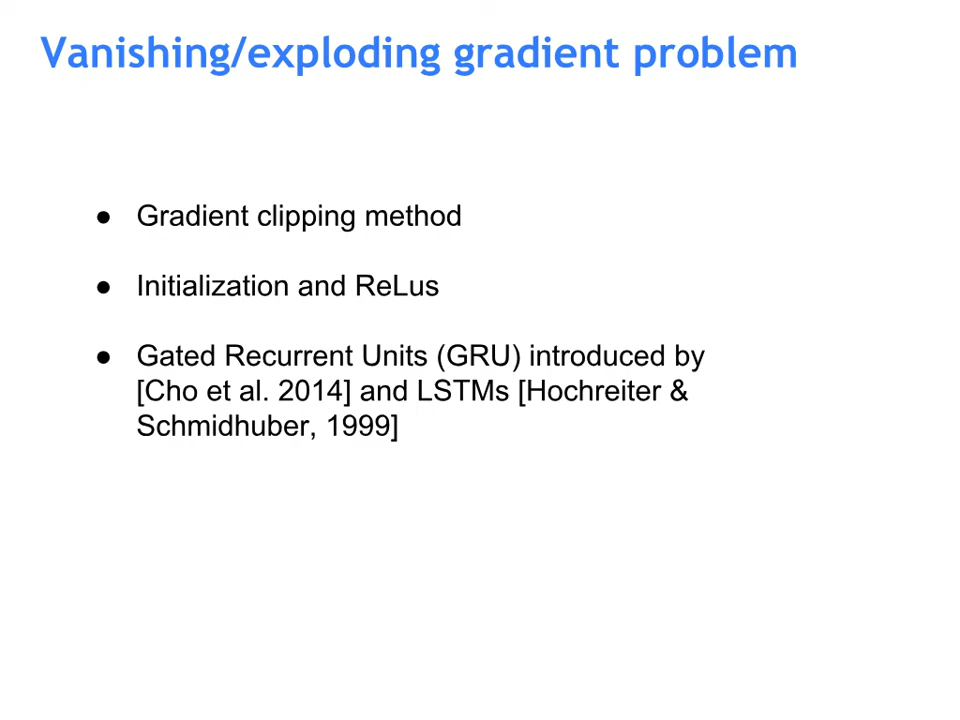 Vanishing/exploding gradient problem
● Gradient clipping method
● Initialization and ReLus
● Gated Recurrent Units (GRU) introduced by
[Cho et al. 2014] and LSTMs [Hochreiter &
Schmidhuber, 1999]